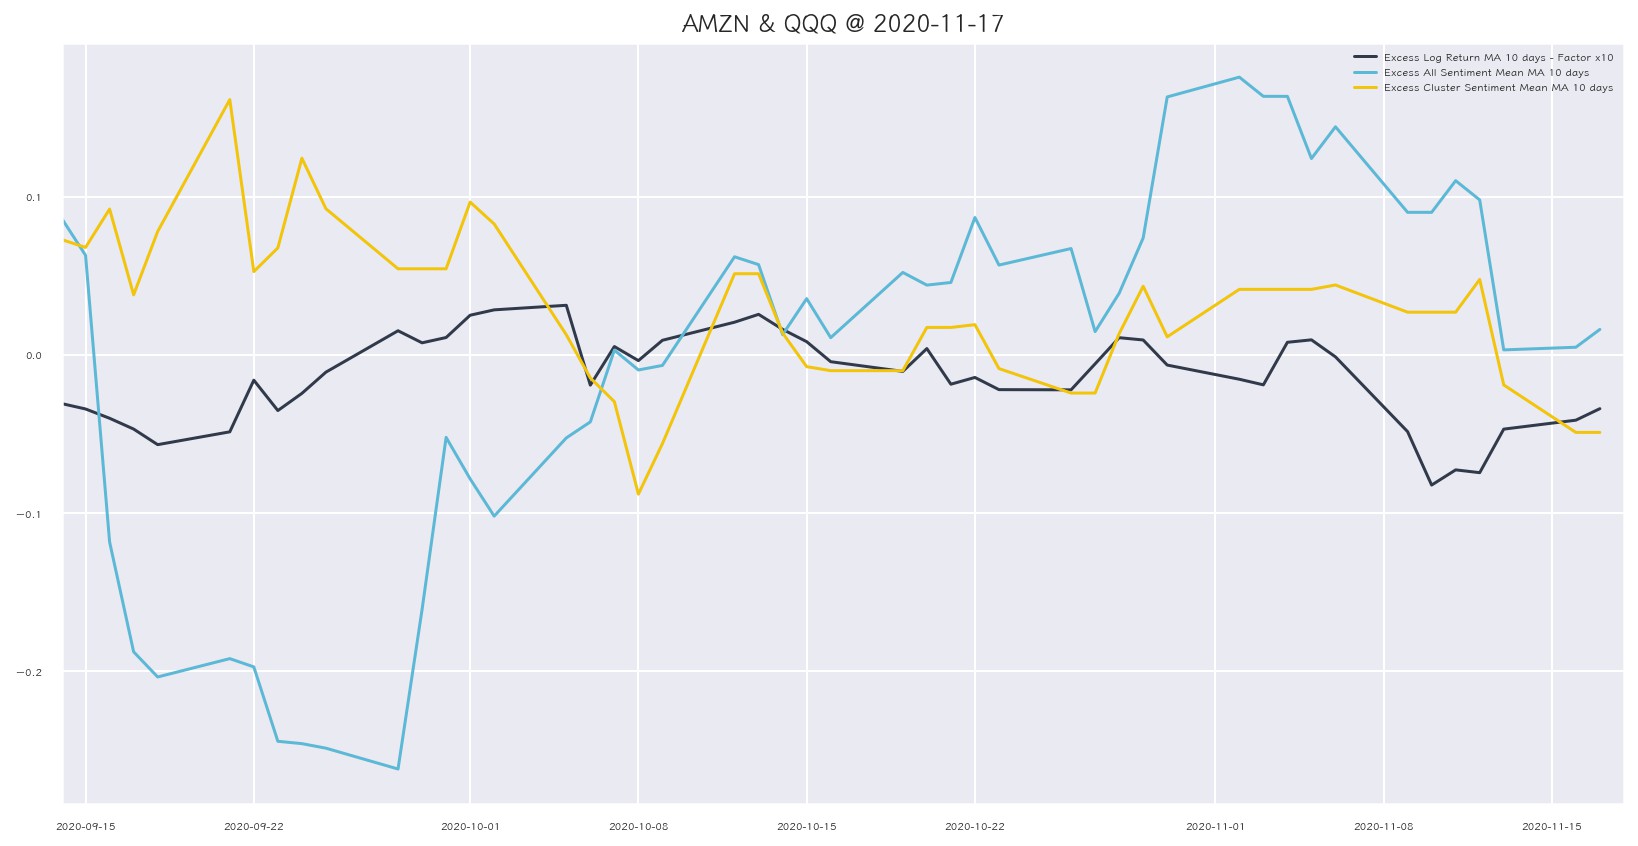 AMZN & QQQ @ 2020-11-17
Excess Log Return MA 10 days - Factor x10
Excess All Sentiment Mean MA 10 days
Excess Cluster Sentiment Mean MA 10 days
0.1
0.0
−0.1
−0.2
2020-09-15 2020-09-22 2020-10-01 2020-10-08 2020-10-15 2020-10-22 2020-11-01 2020-11-08 2020-11-15